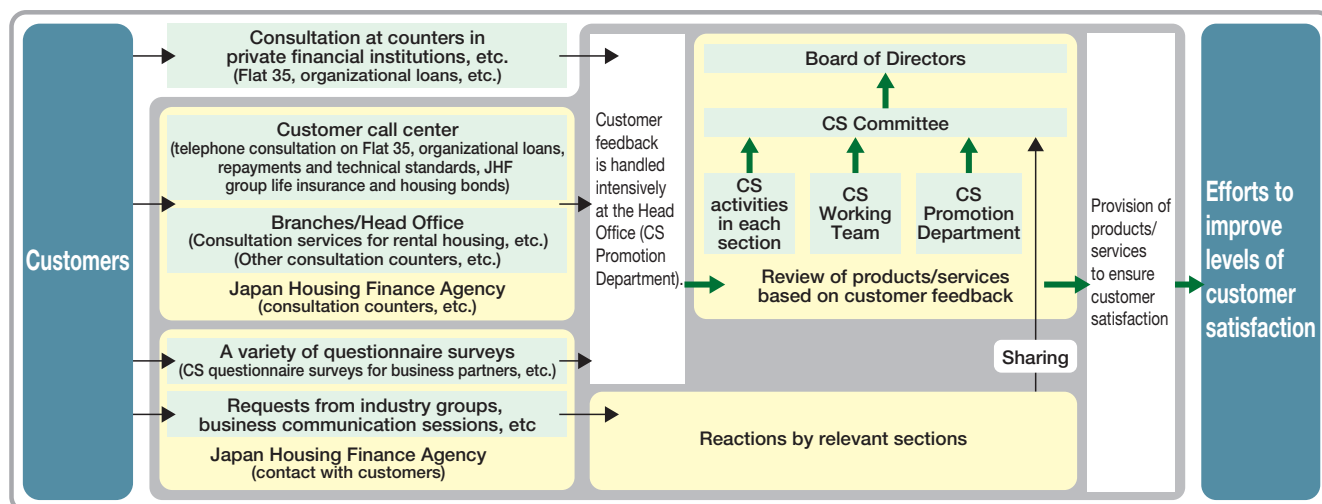 Customers
Consultation at counters in
private financial institutions, etc.
(Flat 35, organizational loans, etc.)
Customer call center
(telephone consultation on Flat 35, organizational loans,
repayments and technical standards, JHF
group life insurance and housing bonds)
Branches/Head Office
(Consultation services for rental housing, etc.)
(Other consultation counters, etc.)
Japan Housing Finance Agency
(consultation counters, etc.)
A variety of questionnaire surveys
(CS questionnaire surveys for business partners, etc.)
Requests from industry groups,
business communication sessions, etc
Japan Housing Finance Agency
(contact with customers)
Customer
feedback
is handled
intensively
at the Head
Office (CS
Promotion
Department).
Board of Directors
CS Committee
CS
activities
in each
section
CS
Working
Team
CS
Promotion
Department
Review of products/services
based on customer feedback
Sharing
Reactions by relevant sections
Provision of
products/
services
to ensure
customer
satisfaction
Efforts to
improve
levels of
customer
satisfaction